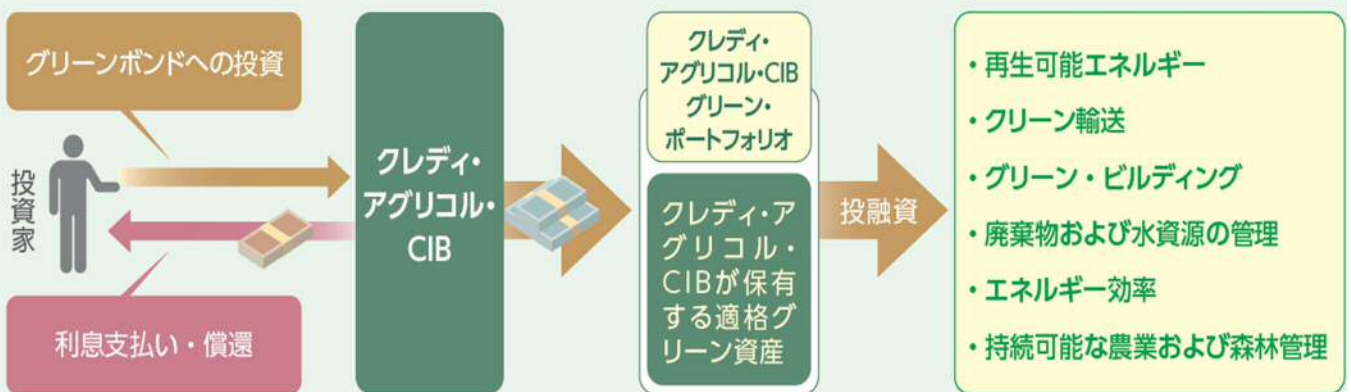 グリーンボンドへの投資
投
資
家
利息支払い・償還
クレディ・
アグリコル・
CIB
クレディ・
アグリコル・CIB
グリーン・
ポートフォリオ
クレディ・ア
グリコル・
CIBが保有
する適格グ
リーン資産
投融資
・再生可能エネルギー
・クリーン輸送
・グリーン・ビルディング
・廃棄物および水資源の管理
・エネルギー効率
・持続可能な農業および森林管理